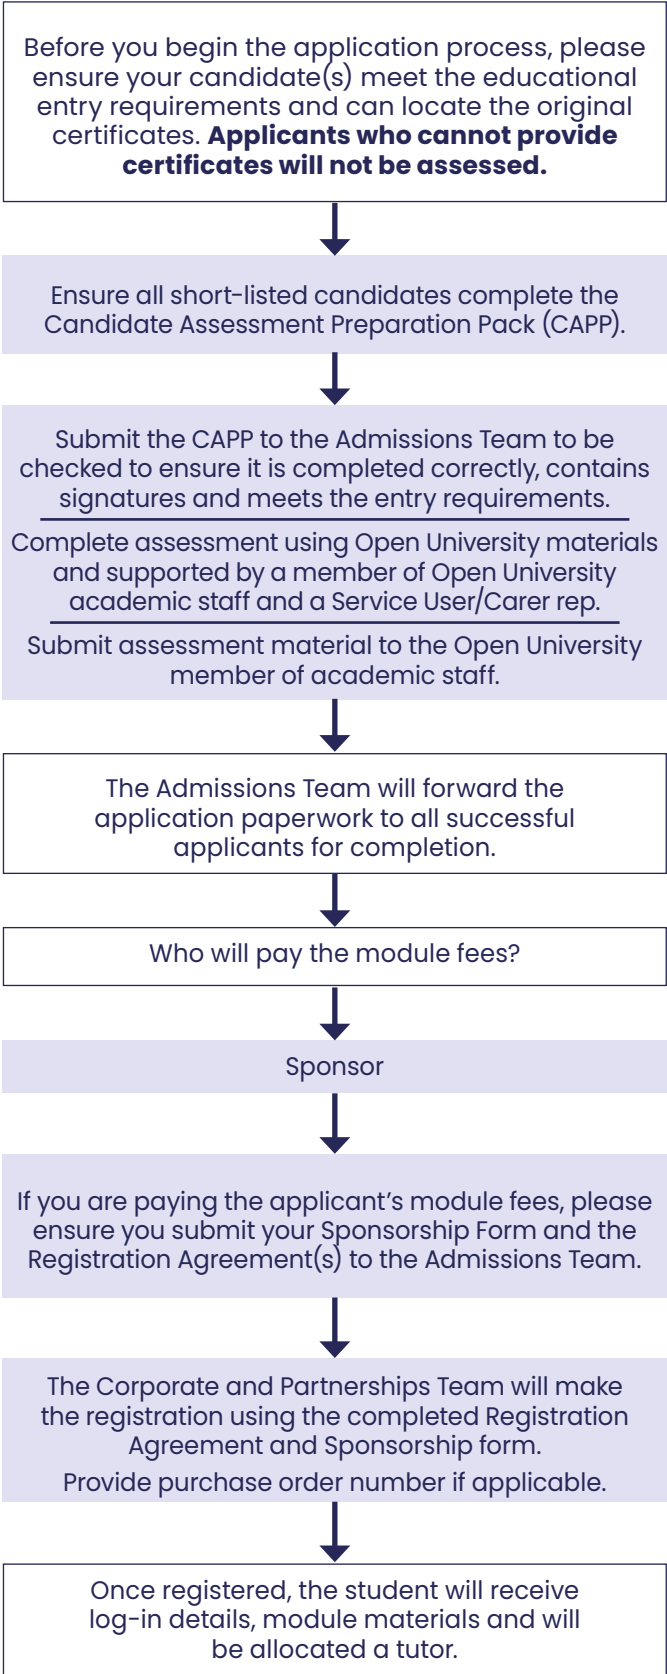 Before you begin the application process, please
ensure your candidate(s) meet the educational
entry requirements and can locate the original
certificates. Applicants who cannot provide
certificates will not be assessed.
Ensure all short-listed candidates complete the
Candidate Assessment Preparation Pack (CAPP).
Submit the CAPP to the Admissions Team to be
checked to ensure it is completed correctly, contains
signatures and meets the entry requirements.
Complete assessment using Open University materials
and supported by a member of Open University
academic staff and a Service User/Carer rep.
Submit assessment material to the Open University
member of academic staff.
The Admissions Team will forward the
application paperwork to all successful
applicants for completion.
Who will pay the module fees?
Sponsor
If you are paying the applicant’s module fees, please
ensure you submit your Sponsorship Form and the
Registration Agreement(s) to the Admissions Team.
The Corporate and Partnerships Team will make
the registration using the completed Registration
Agreement and Sponsorship form.
Provide purchase order number if applicable.
Once registered, the student will receive
log-in details, module materials and will
be allocated a tutor.